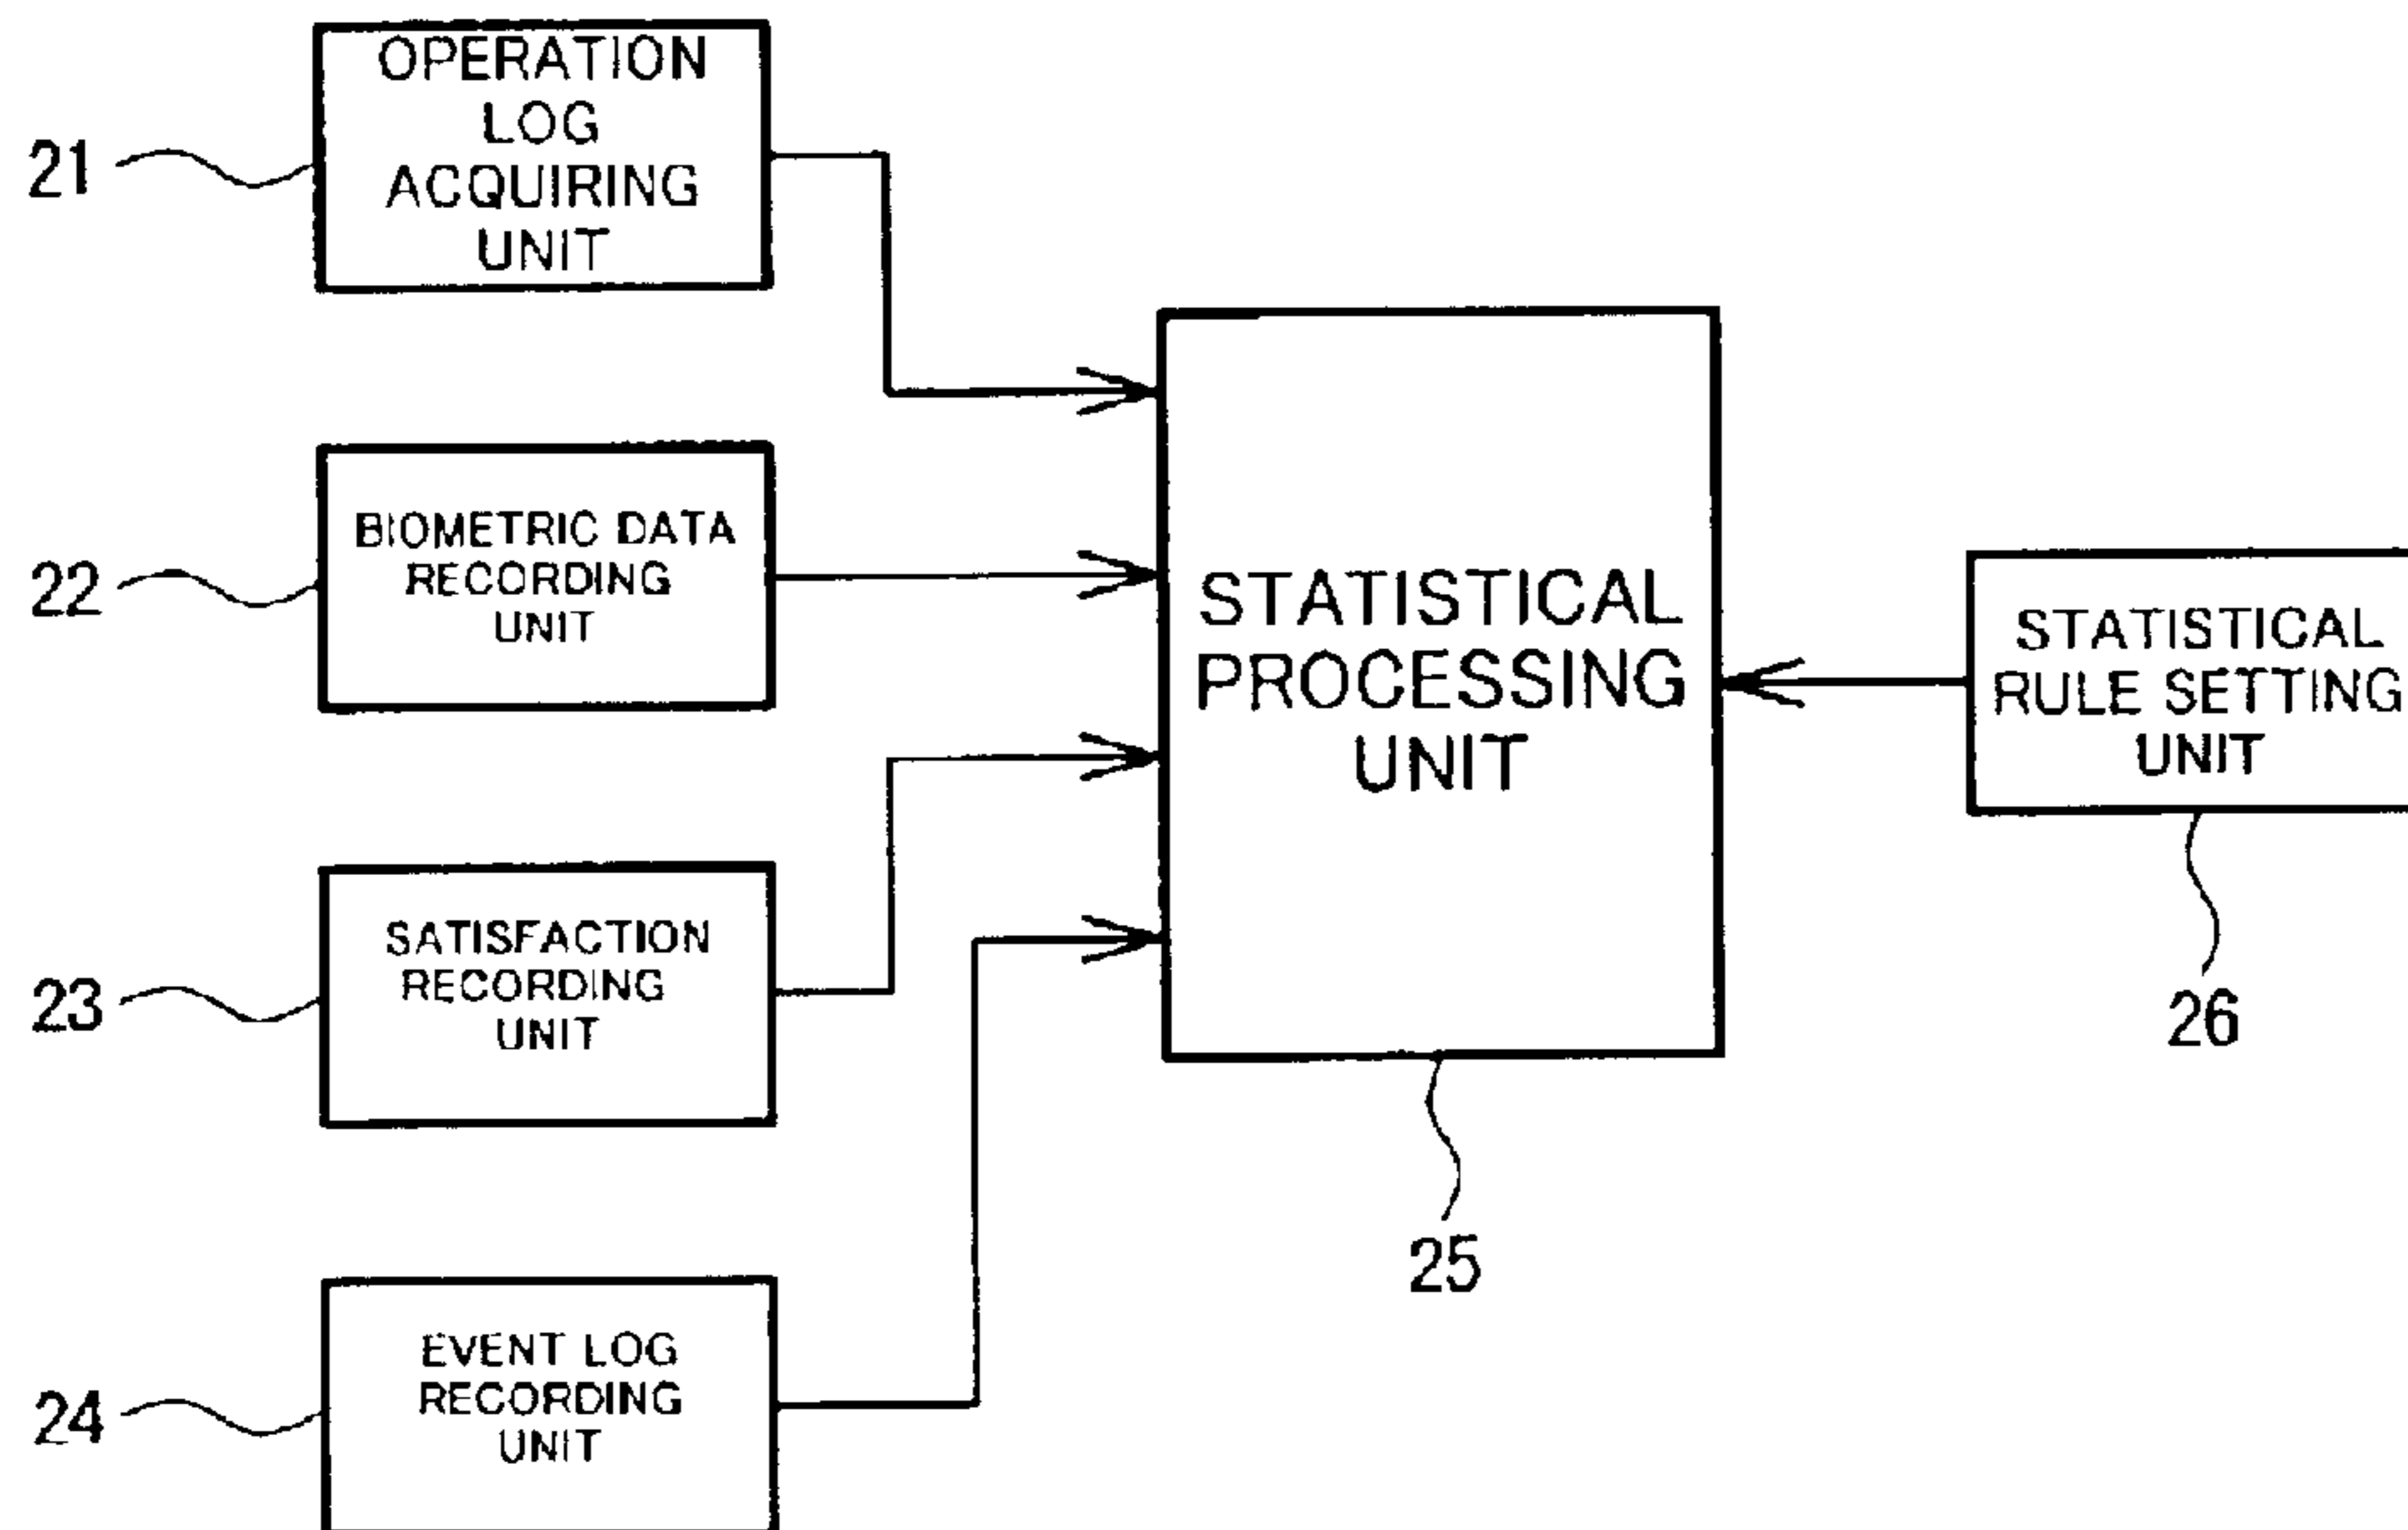 OPERATION
LOG
ACQUIRING
UNIT
21
BIOMETRIC DATA
RECORDING
UNIT
22
SATISFACTION
RECORDING
UNIT
23
EVENT LOG
RECORDING
UNIT
24
STATISTICAL
PROCESSING
UNIT
25
STATISTICAL
RULE SETTING
UNIT
26